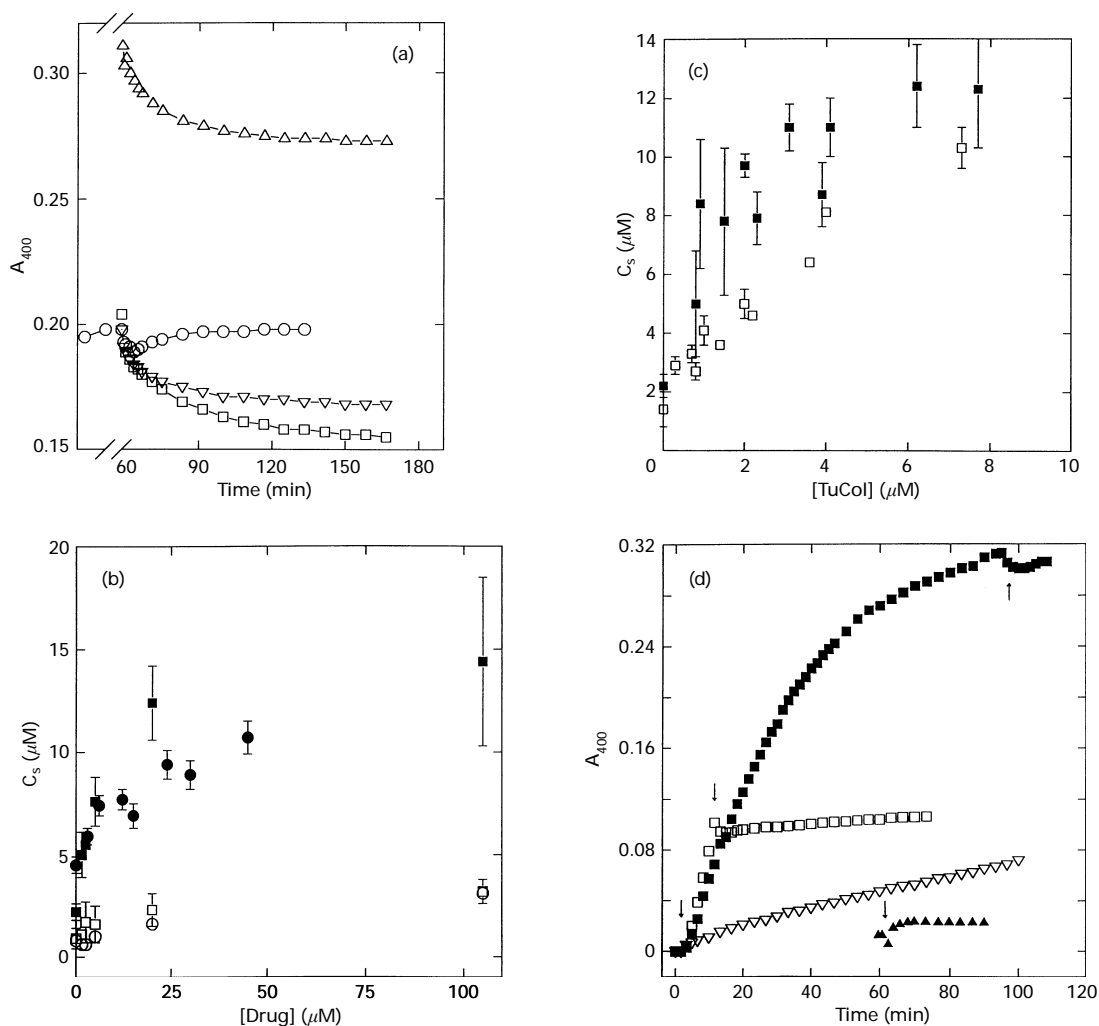 (a)
0.30
0.20
0.15
A400
60 90 120 150 180
Time (min)
(c)
14
12
10
8
6
4
2
0
Cs (μM)
0 2 4 6 8 10
[TuCol] (μM)
(b)
20
15
10
5
0
Cs (μM)
0 25 50 75 100
[Drug] (μM)
(d)
0.32
0.16
0.08
0
A400
0 20 40 60 80 100 120
Time (min)